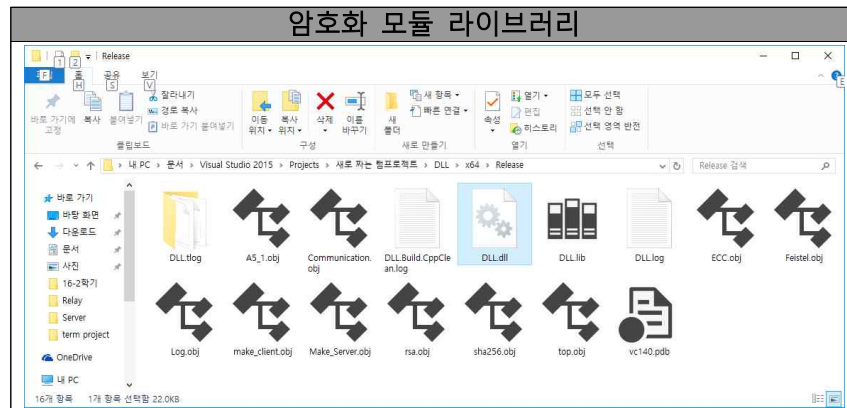 암호화 모듈 라이브러리
1 2 Release
F 홈 공유 보기
H S V E
바로 가기에 고정
복사
붙여넣기
잘라내기
경로 복사
바로 가기 붙여넣기
이동 위치
복사 위치
삭제
이름 바꾸기
새 폴더
새 항목
빠른 연결
속성
열기
편집
히스토리
모두 선택
선택 안 함
선택 영역 반전
클립보드 구성 새로 만들기 열기 선택
내 PC > 문서 > Visual Studio 2015 > Projects > 새로 짜는 텀프로젝트 > DLL > x64 > Release
Release 검색
바로 가기
바탕 화면
다운로드
문서
사진
16-2학기
Relay
Server
term project
OneDrive
내 PC
DLL.tlog
A5_1.obj
Communication.obj
DLL.Build.CppClean.log
DLL.dll
DLL.lib
DLL.log
ECC.obj
Feistel.obj
Log.obj
make_client.obj
Make_Server.obj
rsa.obj
sha256.obj
top.obj
vc140.pdb
16개 항목 1개 항목 선택함 22.0KB